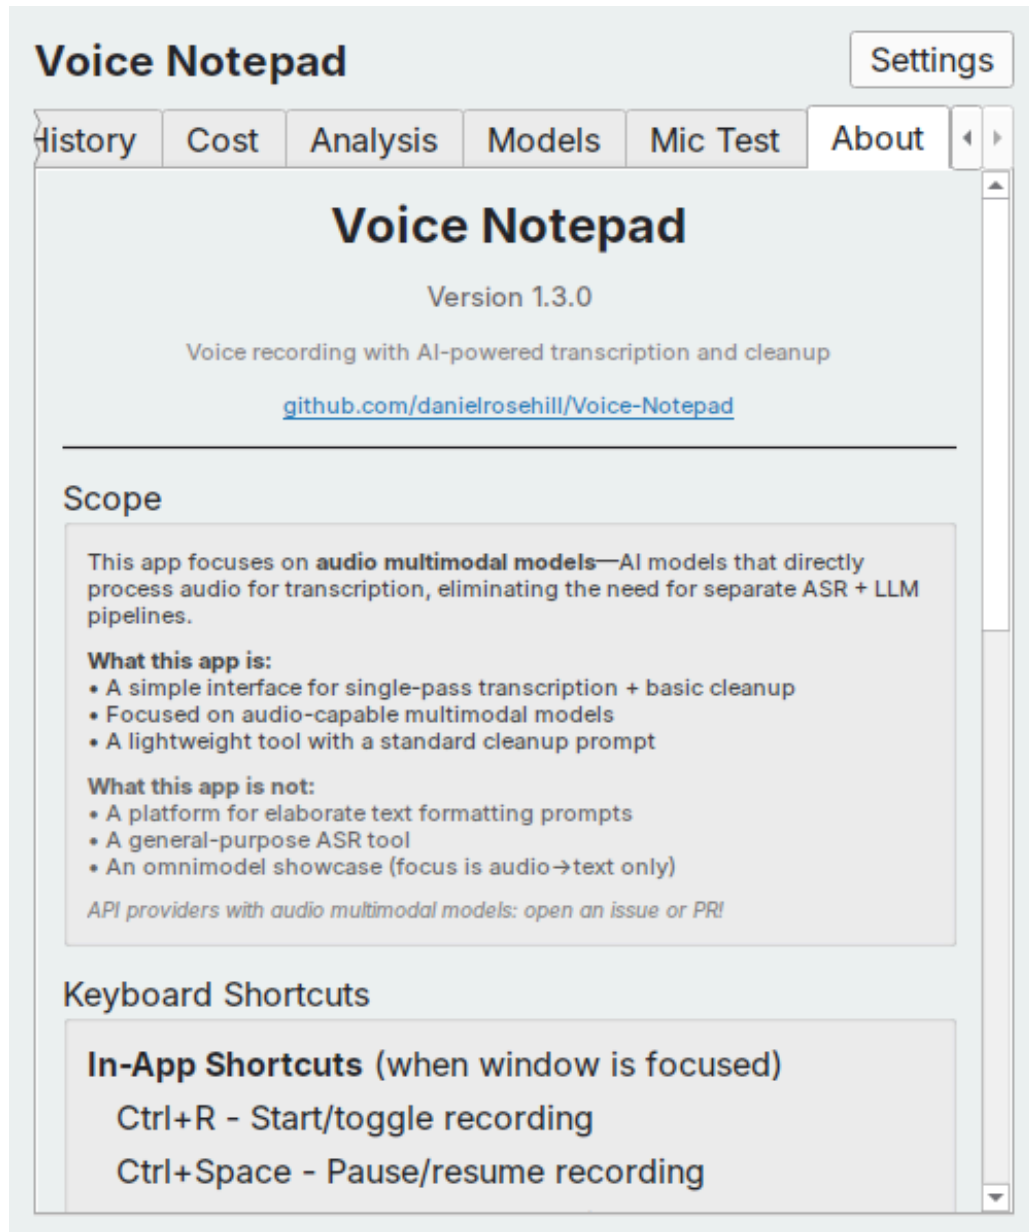 Voice Notepad
Settings
History
Cost
Analysis
Models
Mic Test
About
Voice Notepad
Version 1.3.0
Voice recording with AI-powered transcription and cleanup
github.com/danielrosehill/Voice-Notepad
Scope
This app focuses on audio multimodal models—AI models that directly
process audio for transcription, eliminating the need for separate ASR + LLM
pipelines.
What this app is:
• A simple interface for single-pass transcription + basic cleanup
• Focused on audio-capable multimodal models
• A lightweight tool with a standard cleanup prompt
What this app is not:
• A platform for elaborate text formatting prompts
• A general-purpose ASR tool
• An omnimodel showcase (focus is audio→text only)
API providers with audio multimodal models: open an issue or PR!
Keyboard Shortcuts
In-App Shortcuts (when window is focused)
Ctrl+R - Start/toggle recording
Ctrl+Space - Pause/resume recording